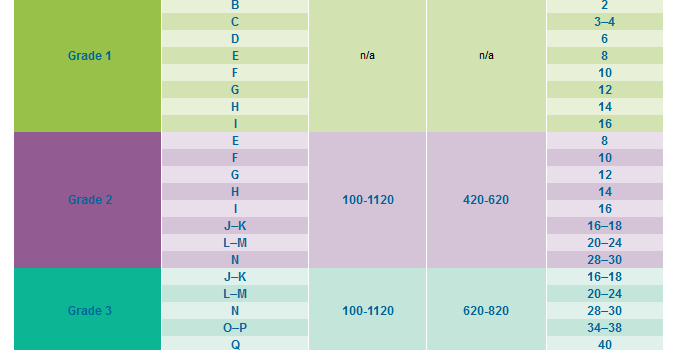 B 2
C 3–4
D 6
Grade 1 E n/a n/a 8
F 10
G 12
H 14
I 16
E 8
F 10
G 12
H 14
Grade 2 100-1120 420-620
I 16
J–K 16–18
L–M 20–24
N 28–30
J–K 16–18
L–M 20–24
Grade 3 N 100-1120 620-820 28–30
O–P 34–38
Q 40